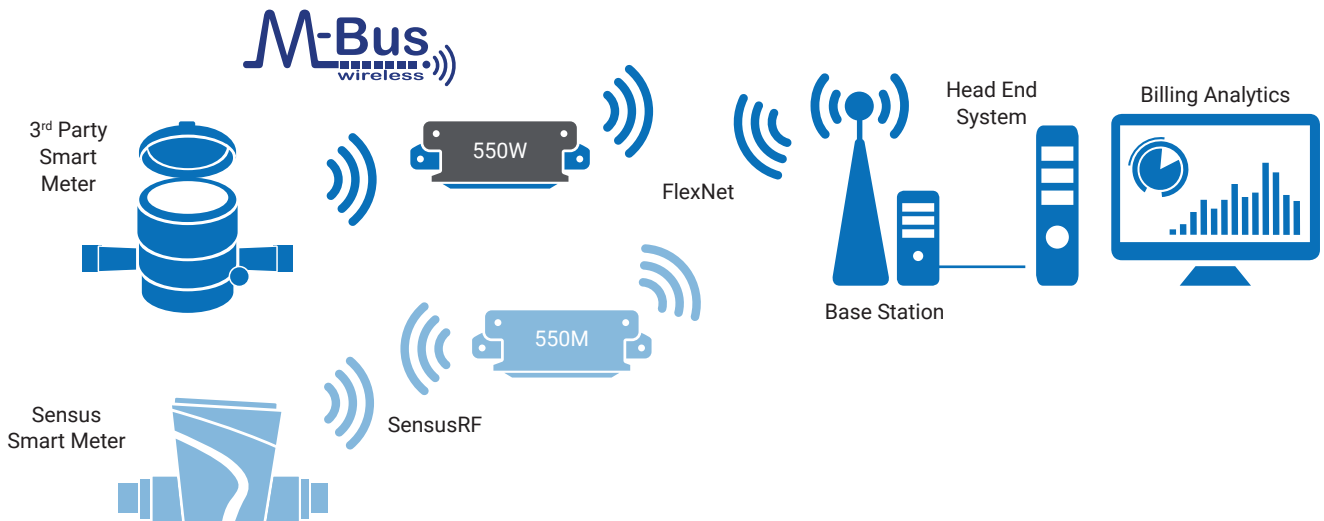 M-Bus
wireless
3rd Party
Smart
Meter
550W
FlexNet
Head End
System
Billing Analytics
Base Station
550M
SensusRF
Sensus
Smart Meter